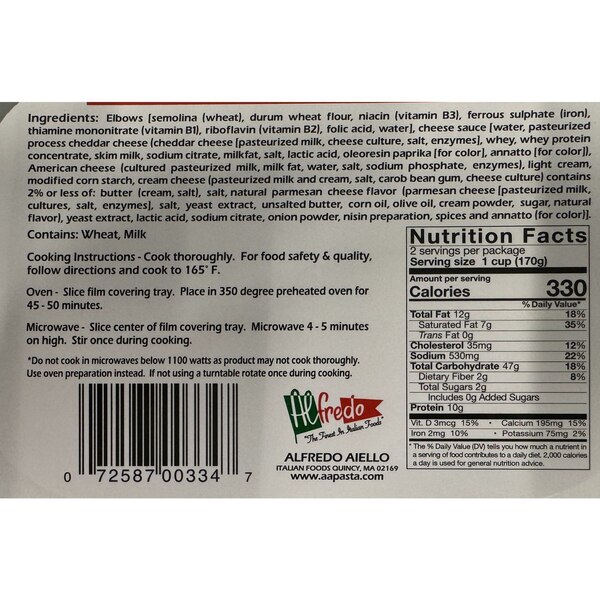 Ingredients: Elbows [semolina (wheat), durum wheat flour, niacin (vitamin B3), ferrous sulphate (iron),
thiamine mononitrate (vitamin B1), riboflavin (vitamin B2), folic acid, water], cheese sauce [water, pasteurized
process cheddar cheese (cheddar cheese [pasteurized milk, cheese culture, salt, enzymes], whey, whey protein
concentrate, skim milk, sodium citrate, milkfat, salt, lactic acid, oleoresin paprika [for color], annatto [for color]),
American cheese (cultured pasteurized milk, milk fat, water, salt, sodium phosphate, enzymes), light cream,
modified corn starch, cream cheese (pasteurized milk and cream, salt, carob bean gum, cheese culture) contains
2% or less of: butter (cream, salt), salt, natural parmesan cheese flavor (parmesan cheese [pasteurized milk,
cultures, salt, enzymes], salt, yeast extract, unsalted butter, corn oil, olive oil, cream powder, sugar, natural
flavor), yeast extract, lactic acid, sodium citrate, onion powder, nisin preparation, spices and annatto (for color)].
Contains: Wheat, Milk
Cooking Instructions - Cook thoroughly. For food safety & quality,
follow directions and cook to 165° F.
Oven - Slice film covering tray. Place in 350 degree preheated oven for
45 - 50 minutes.
Microwave - Slice center of film covering tray. Microwave 4 - 5 minutes
on high. Stir once during cooking.
*Do not cook in microwaves below 1100 watts as product may not cook thoroughly.
Use oven preparation instead. If not using a turntable rotate once during cooking.
0 72587 00334 7
Alfredo
"The Finest In Italian Foods"
ALFREDO AIELLO
ITALIAN FOODS QUINCY, MA 02169
www.aapasta.com
Nutrition Facts
2 servings per package
Serving size 1 cup (170g)
Amount per serving
Calories 330
% Daily Value*
Total Fat 12g 18%
Saturated Fat 7g 35%
Trans Fat 0g
Cholesterol 35mg 12%
Sodium 530mg 22%
Total Carbohydrate 47g 18%
Dietary Fiber 2g 8%
Total Sugars 2g
Includes 0g Added Sugars
Protein 10g
Vit. D 3mcg 15% • Calcium 195mg 15%
Iron 2mg 10% • Potassium 75mg 2%
* The % Daily Value (DV) tells you how much a nutrient in
a serving of food contributes to a daily diet. 2,000 calories
a day is used for general nutrition advice.